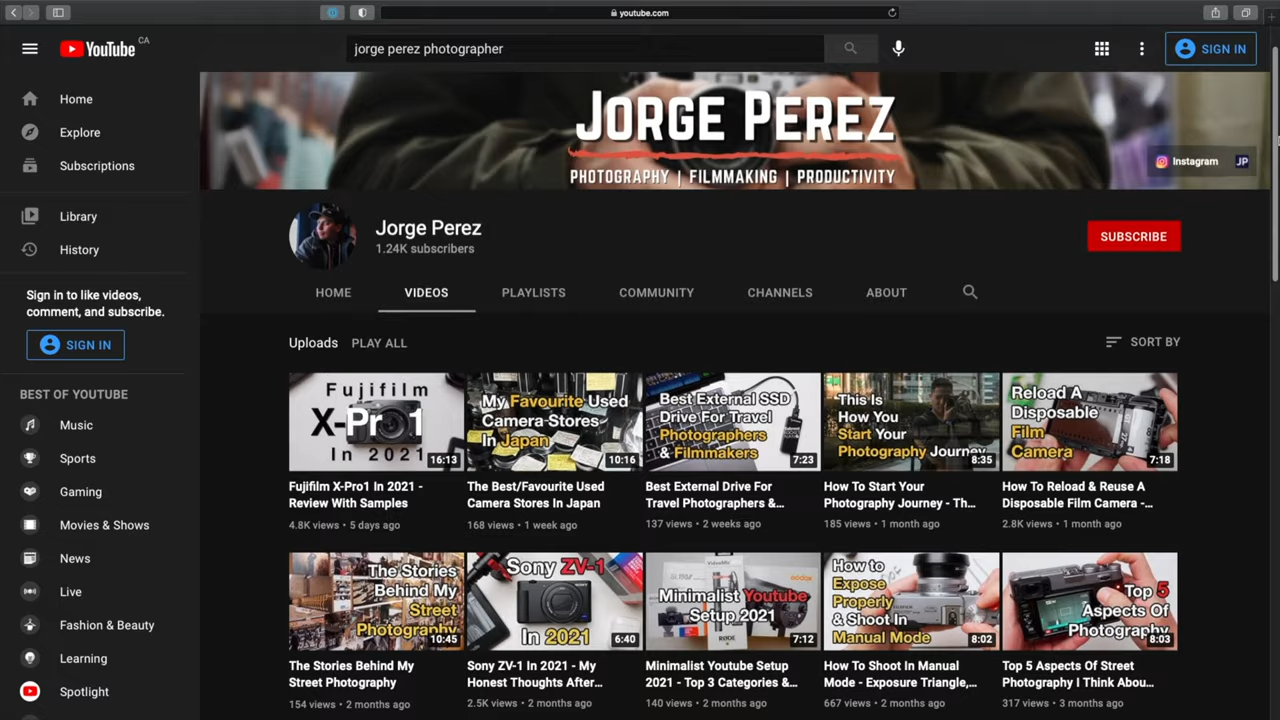 youtube.com
YouTube CA
jorge perez photographer
SIGN IN
Home
Explore
Subscriptions
Library
History
Sign in to like videos,
comment, and subscribe.
SIGN IN
BEST OF YOUTUBE
Music
Sports
Gaming
Movies & Shows
News
Live
Fashion & Beauty
Learning
Spotlight
JORGE PEREZ
PHOTOGRAPHY | FILMMAKING | PRODUCTIVITY
Instagram JP
Jorge Perez
1.24K subscribers
SUBSCRIBE
HOME VIDEOS PLAYLISTS COMMUNITY CHANNELS ABOUT
Uploads PLAY ALL
SORT BY
Fujifilm
X-Pro1
In 2021
16:13
Fujifilm X-Pro1 In 2021 -
Review With Samples
4.8K views • 5 days ago
My Favourite Used
Camera Stores
In Japan
10:16
The Best/Favourite Used
Camera Stores In Japan
168 views • 1 week ago
Best External SSD
Drive For Travel
Photographers
& Filmmakers
7:23
Best External Drive For
Travel Photographers &...
137 views • 2 weeks ago
This Is
How You
Start Your
Photography Journey
8:35
How To Start Your
Photography Journey - Th...
185 views • 1 month ago
Reload A
Disposable
Film
Camera
7:18
How To Reload & Reuse A
Disposable Film Camera -...
2.8K views • 1 month ago
The Stories
Behind My
Street
Photography
10:45
The Stories Behind My
Street Photography
154 views • 2 months ago
Sony ZV-1
In 2021
6:40
Sony ZV-1 In 2021 - My
Honest Thoughts After...
2.5K views • 2 months ago
Minimalist Youtube
Setup 2021
RODE
godox
7:12
Minimalist Youtube Setup
2021 - Top 3 Categories &...
140 views • 2 months ago
How to
Expose
Properly
& Shoot In
Manual Mode
8:02
How To Shoot In Manual
Mode - Exposure Triangle,...
667 views • 2 months ago
Top 5
Aspects Of
Photography
8:03
Top 5 Aspects Of Street
Photography I Think Abou...
317 views • 3 months ago